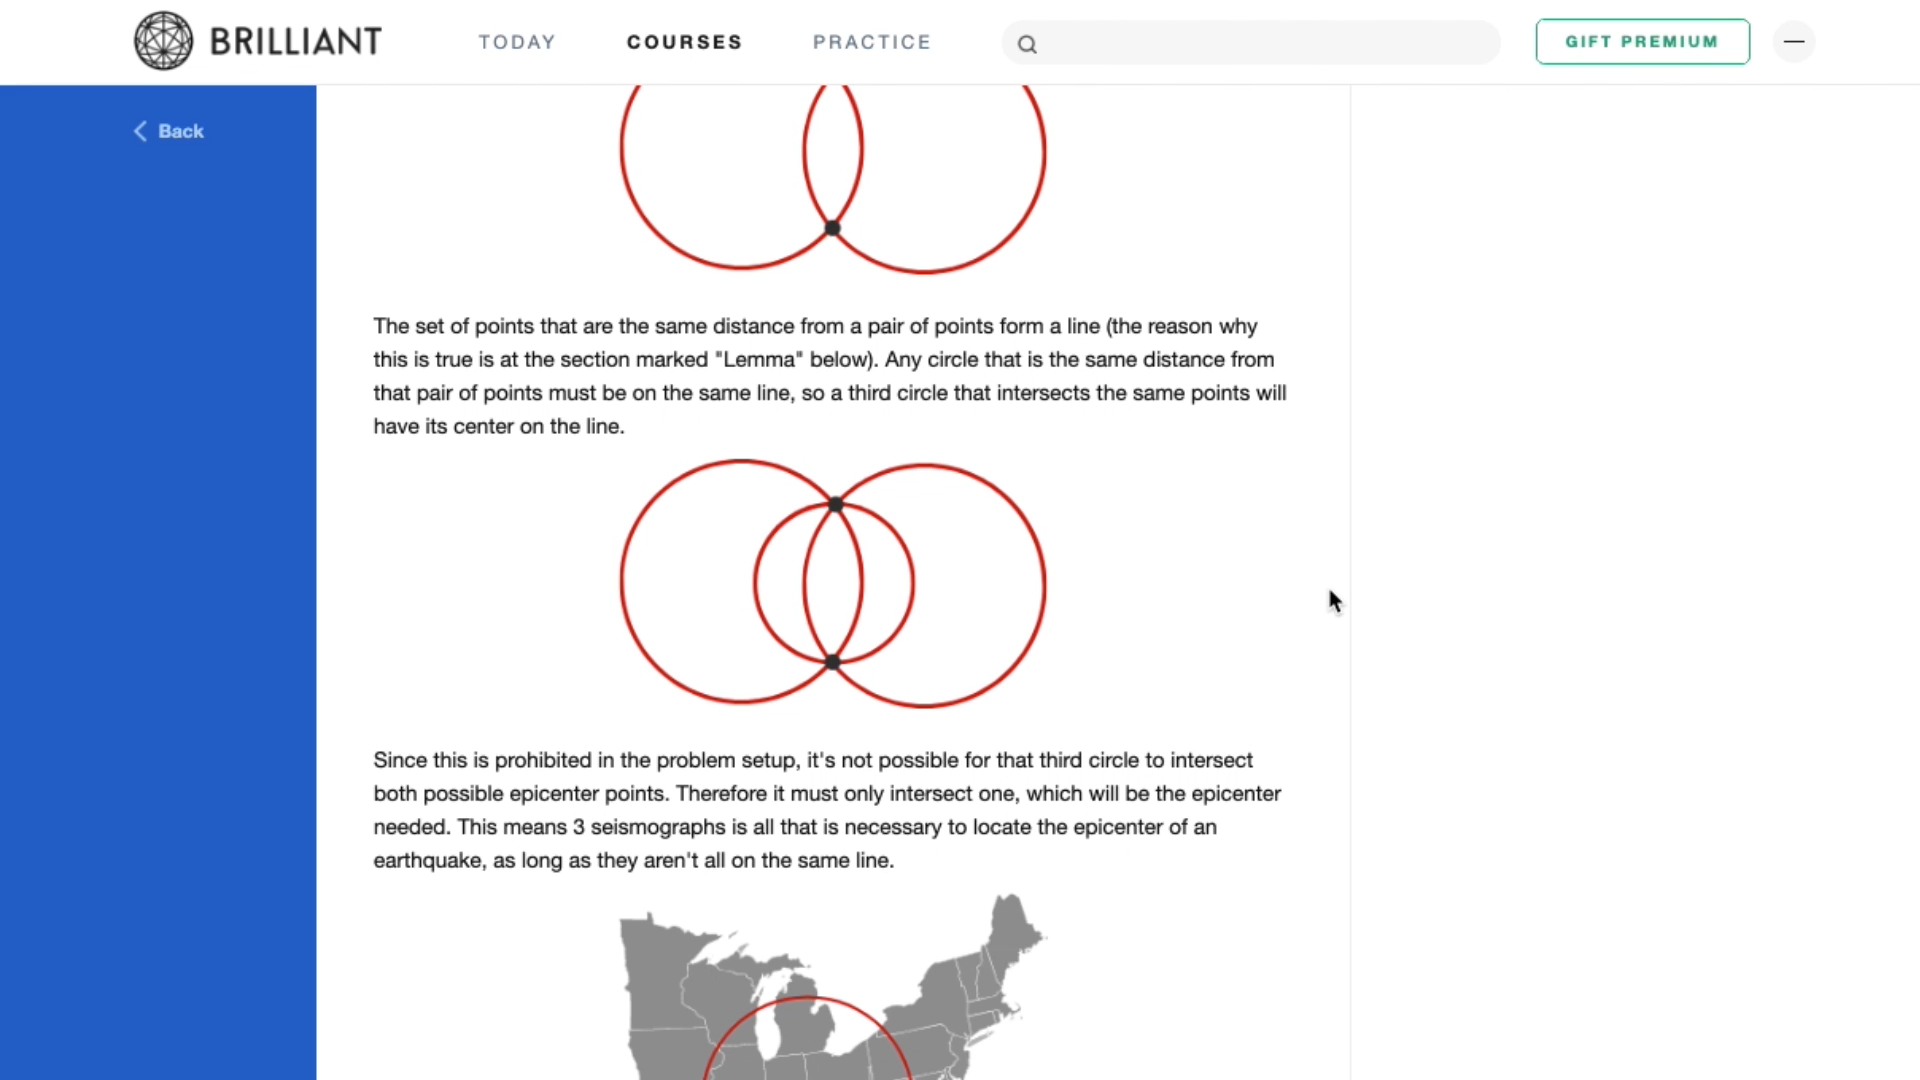 BRILLIANT
TODAY
COURSES
PRACTICE
GIFT PREMIUM
Back
The set of points that are the same distance from a pair of points form a line (the reason why
this is true is at the section marked "Lemma" below). Any circle that is the same distance from
that pair of points must be on the same line, so a third circle that intersects the same points will
have its center on the line.
Since this is prohibited in the problem setup, it's not possible for that third circle to intersect
both possible epicenter points. Therefore it must only intersect one, which will be the epicenter
needed. This means 3 seismographs is all that is necessary to locate the epicenter of an
earthquake, as long as they aren't all on the same line.